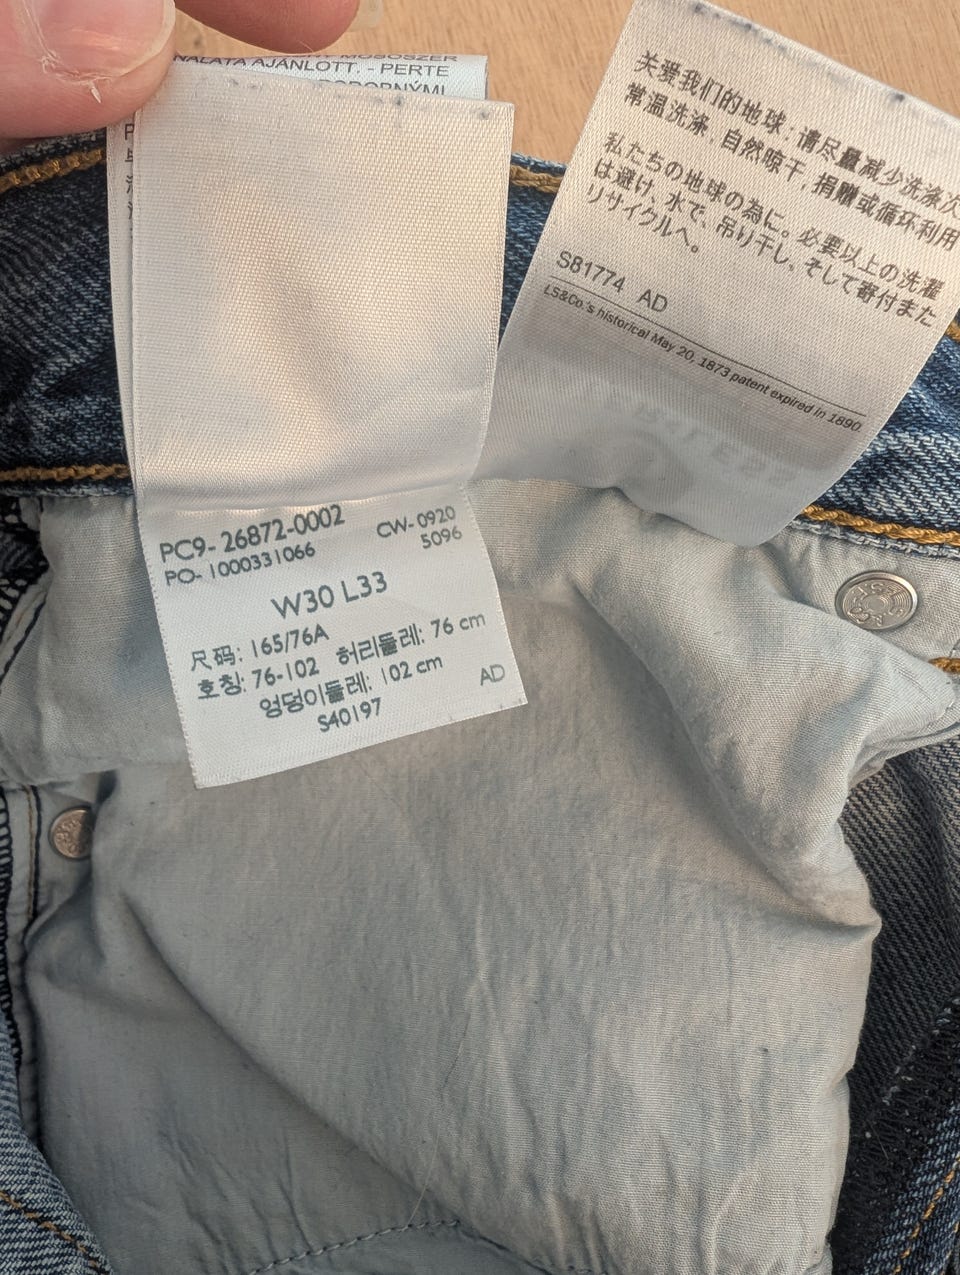 NALATA AJÁNLOTT. - PERTE
关爱我们的地球：请尽量减少洗涤次
常温洗涤，自然晾干，捐赠或循环利用
私たちの地球の為に。必要以上の洗濯
は避け、水で、吊り干し。そして寄付また
リサイクルへ。
S81774 AD
LS&Co.'s historical May 20, 1873 patent expired in 1890.
PC9- 26872-0002 CW- 0920
PO- 1000331066 5096
W30 L33
尺码: 165/76A
호칭: 76-102 허리둘레: 76 cm
엉덩이둘레: 102 cm AD
S40197